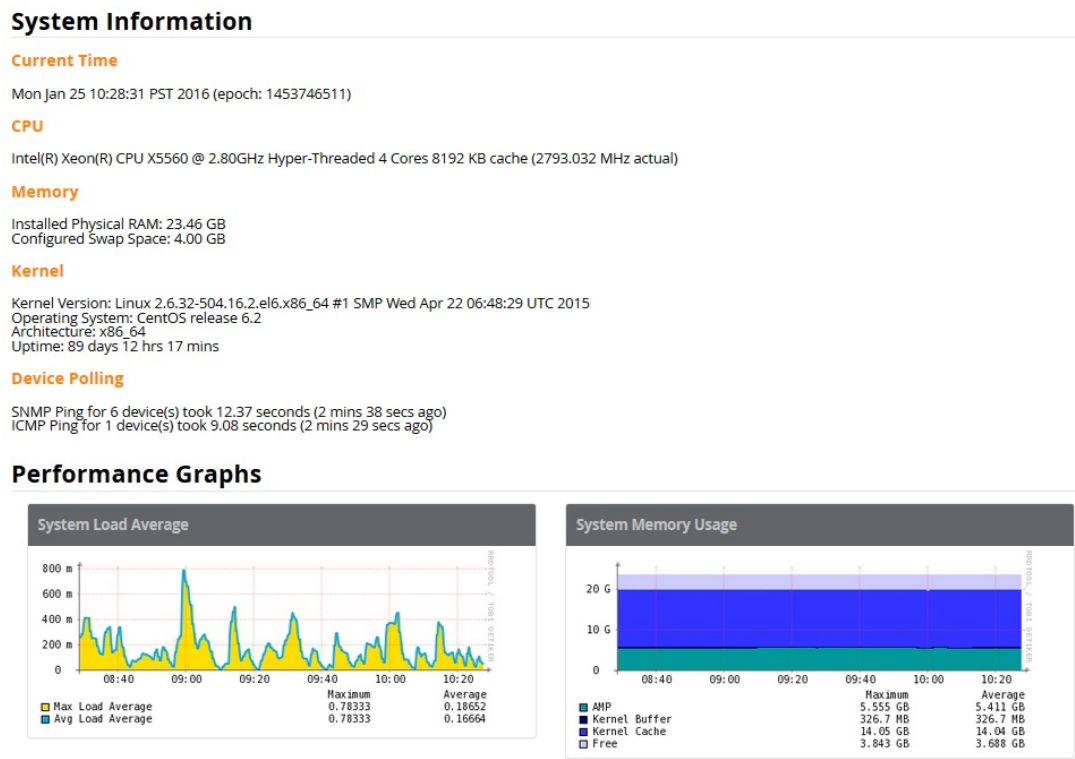 System Information
Current Time
Mon Jan 25 10:28:31 PST 2016 (epoch: 1453746511)
CPU
Intel(R) Xeon(R) CPU X5560 @ 2.80GHz Hyper-Threaded 4 Cores 8192 KB cache (2793.032 MHz actual)
Memory
Installed Physical RAM: 23.46 GB
Configured Swap Space: 4.00 GB
Kernel
Kernel Version: Linux 2.6.32-504.16.2.el6.x86_64 #1 SMP Wed Apr 22 06:48:29 UTC 2015
Operating System: CentOS release 6.2
Architecture: x86_64
Uptime: 89 days 12 hrs 17 mins
Device Polling
SNMP Ping for 6 device(s) took 12.37 seconds (2 mins 38 secs ago)
ICMP Ping for 1 device(s) took 9.08 seconds (2 mins 29 secs ago)
Performance Graphs
System Load Average
800 m
600 m
400 m
200 m
0
08:40 09:00 09:20 09:40 10:00 10:20
RRDTOOL / TOBI OETIKER
Maximum Average
Max Load Average 0.78333 0.18652
Avg Load Average 0.78333 0.16664
System Memory Usage
20 G
10 G
0
08:40 09:00 09:20 09:40 10:00 10:20
RRDTOOL / TOBI OETIKER
Maximum Average
AMP 5.555 GB 5.411 GB
Kernel Buffer 326.7 MB 326.7 MB
Kernel Cache 14.05 GB 14.04 GB
Free 3.843 GB 3.688 GB